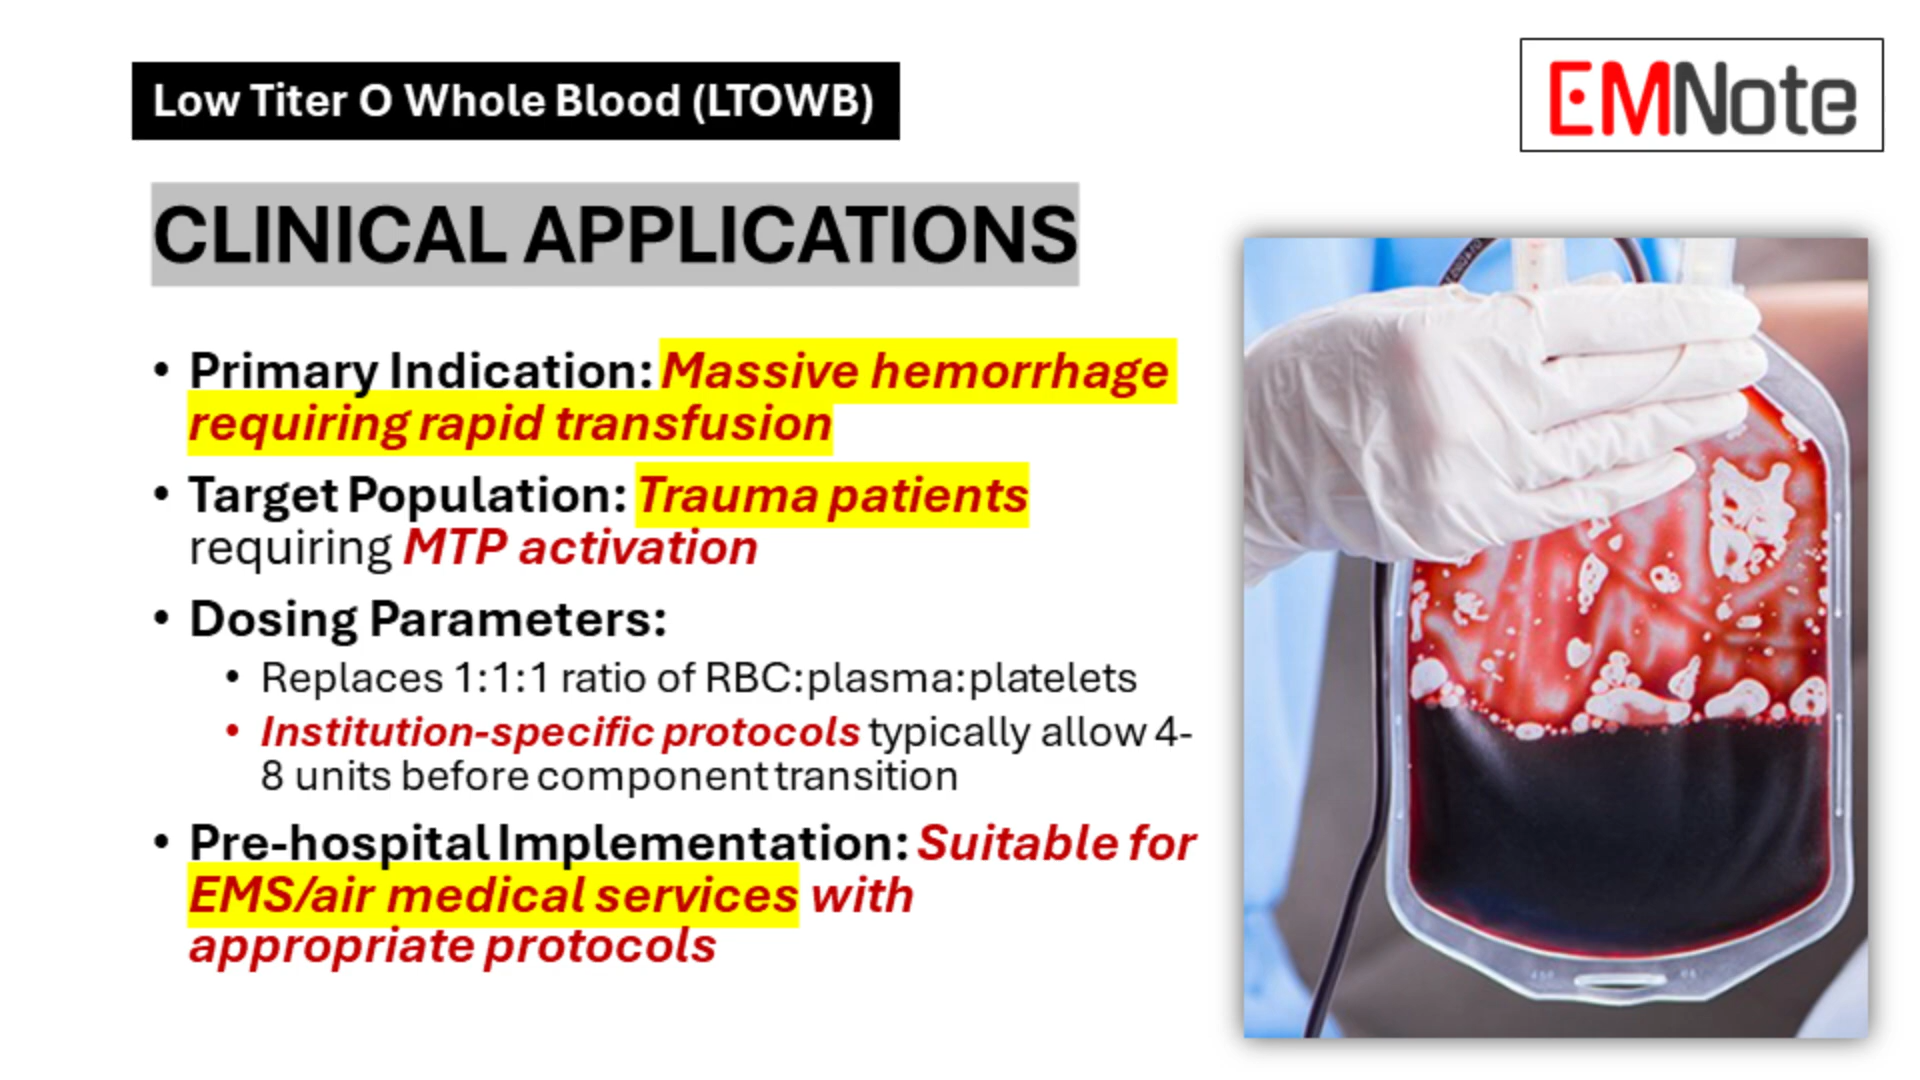 Low Titer O Whole Blood (LTOWB)
EMNote
CLINICAL APPLICATIONS
• Primary Indication: Massive hemorrhage
requiring rapid transfusion
• Target Population: Trauma patients
requiring MTP activation
• Dosing Parameters:
• Replaces 1:1:1 ratio of RBC:plasma:platelets
• Institution-specific protocols typically allow 4-
8 units before component transition
• Pre-hospital Implementation: Suitable for
EMS/air medical services with
appropriate protocols